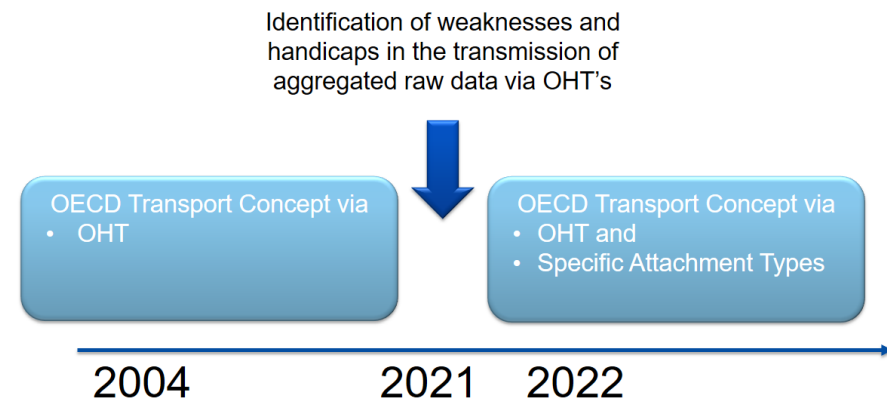 Identification of weaknesses and
handicaps in the transmission of
aggregated raw data via OHT's
OECD Transport Concept via
• OHT
OECD Transport Concept via
• OHT and
• Specific Attachment Types
2004
2021
2022